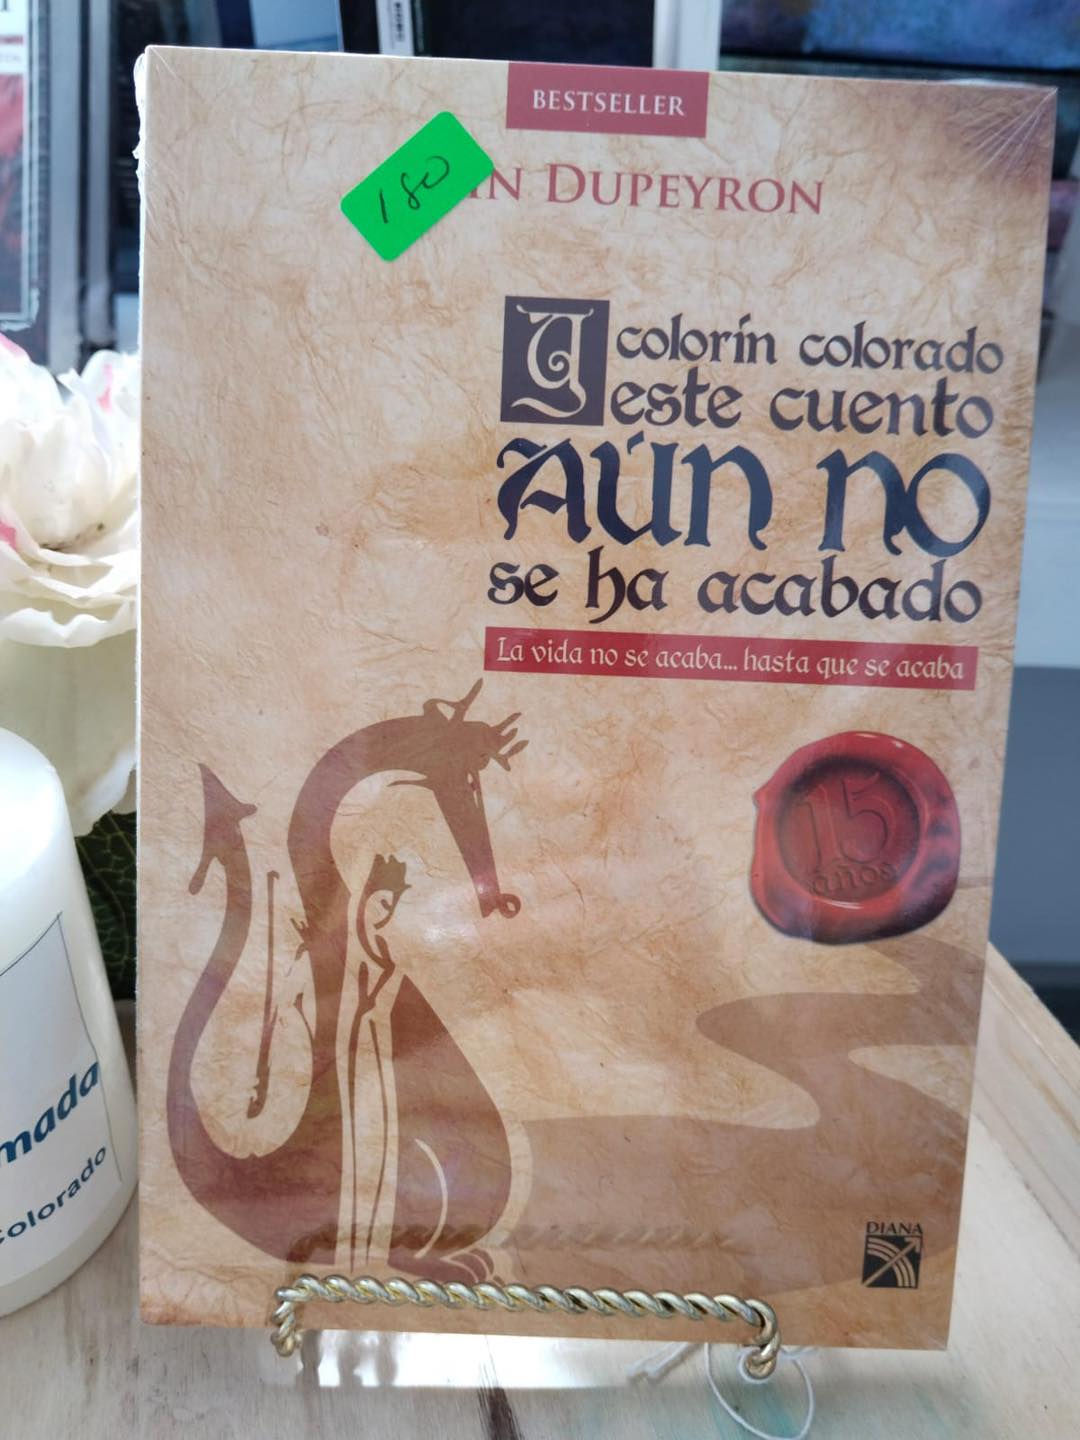 BESTSELLER
180
IN DUPEYRON
Y colorín colorado
este cuento
AÚN NO
se ha acabado
La vida no se acaba... hasta que se acaba
15
años
DIANA
mada
Colorado